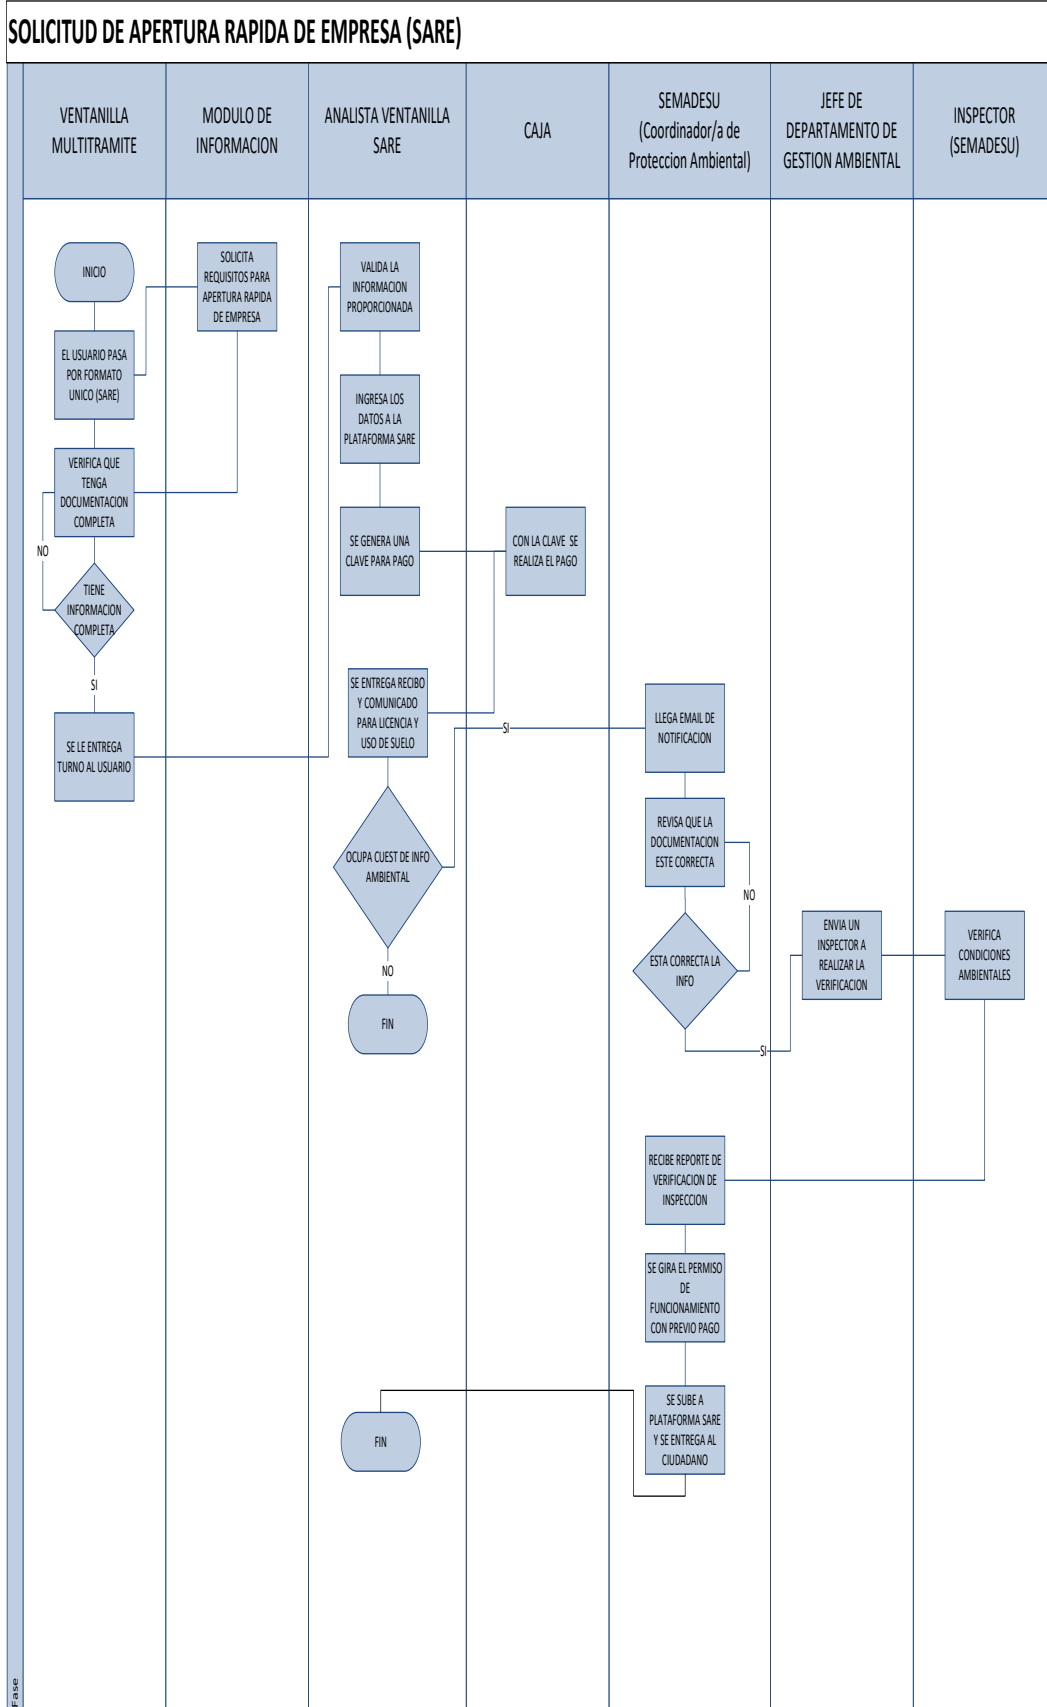 SOLICITUD DE APERTURA RAPIDA DE EMPRESA (SARE)
VENTANILLA
MULTITRAMITE
MODULO DE
INFORMACION
ANALISTA VENTANILLA
SARE
CAJA
SEMADESU
(Coordinador/a de
Proteccion Ambiental)
JEFE DE
DEPARTAMENTO DE
GESTION AMBIENTAL
INSPECTOR
(SEMADESU)
INICIO
EL USUARIO PASA
POR FORMATO
UNICO (SARE)
SOLICITA
REQUISITOS PARA
APERTURA RAPIDA
DE EMPRESA
VERIFICA QUE
TENGA
DOCUMENTACION
COMPLETA
NO
TIENE
INFORMACION
COMPLETA
SI
SE LE ENTREGA
TURNO AL USUARIO
VALIDA LA
INFORMACION
PROPORCIONADA
INGRESA LOS
DATOS A LA
PLATAFORMA SARE
SE GENERA UNA
CLAVE PARA PAGO
CON LA CLAVE SE
REALIZA EL PAGO
SE ENTREGA RECIBO
Y COMUNICADO
PARA LICENCIA Y
USO DE SUELO
OCUPA CUEST DE INFO
AMBIENTAL
NO
FIN
SI
LLEGA EMAIL DE
NOTIFICACION
REVISA QUE LA
DOCUMENTACION
ESTE CORRECTA
NO
ESTA CORRECTA LA
INFO
SI
ENVIA UN
INSPECTOR A
REALIZAR LA
VERIFICACION
VERIFICA
CONDICIONES
AMBIENTALES
RECIBE REPORTE DE
VERIFICACION DE
INSPECCION
SE GIRA EL PERMISO
DE
FUNCIONAMIENTO
CON PREVIO PAGO
SE SUBE A
PLATAFORMA SARE
Y SE ENTREGA AL
CIUDADANO
FIN
Fase